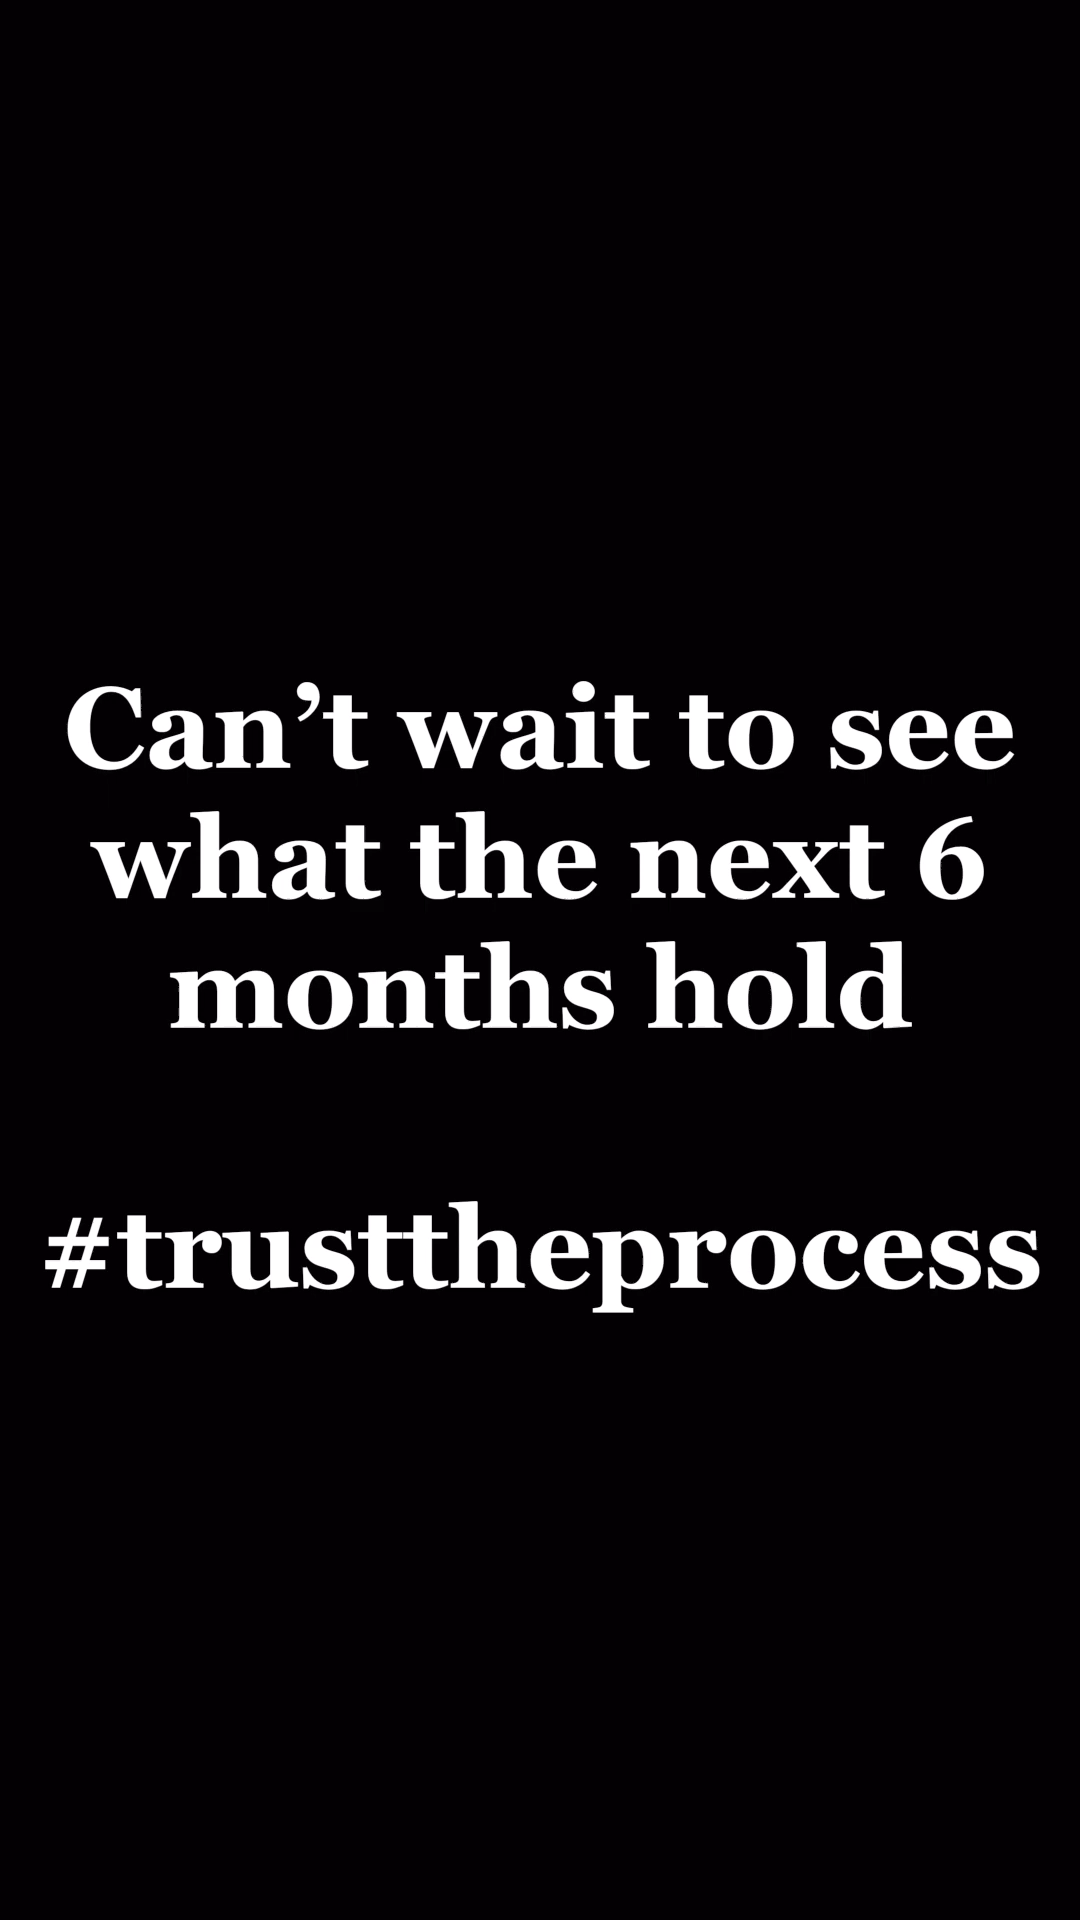 Can’t wait to see
what the next 6
months hold
#trusttheprocess